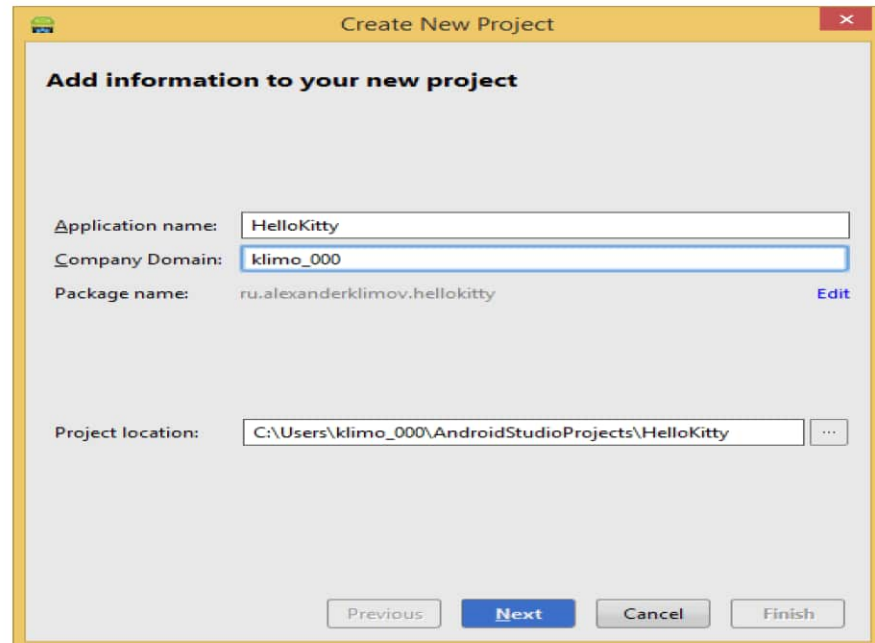 Create New Project
Add information to your new project
Application name: HelloKitty
Company Domain: klimo_000
Package name: ru.alexanderklimov.hellokitty Edit
Project location: C:\Users\klimo_000\AndroidStudioProjects\HelloKitty ...
Previous Next Cancel Finish